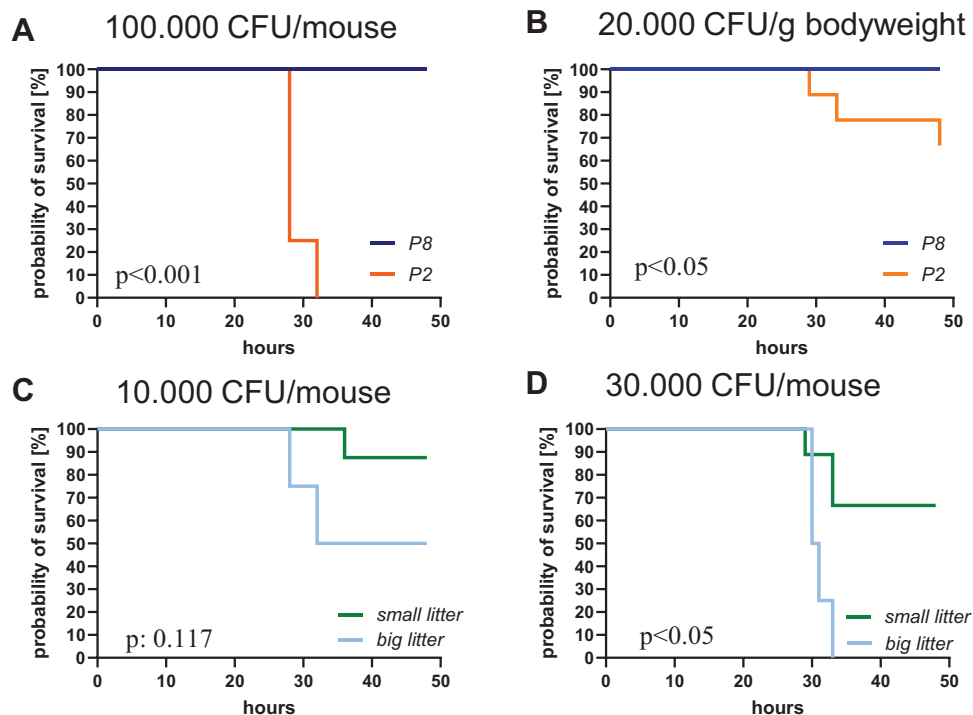 A
100.000 CFU/mouse
probability of survival [%]
100
90
80
70
60
50
40
30
20
10
0
P8
P2
p<0.001
0 10 20 30 40 50
hours
B
20.000 CFU/g bodyweight
probability of survival [%]
100
90
80
70
60
50
40
30
20
10
0
P8
P2
p<0.05
0 10 20 30 40 50
hours
C
10.000 CFU/mouse
probability of survival [%]
100
90
80
70
60
50
40
30
20
10
0
small litter
big litter
p: 0.117
0 10 20 30 40 50
hours
D
30.000 CFU/mouse
probability of survival [%]
100
90
80
70
60
50
40
30
20
10
0
small litter
big litter
p<0.05
0 10 20 30 40 50
hours